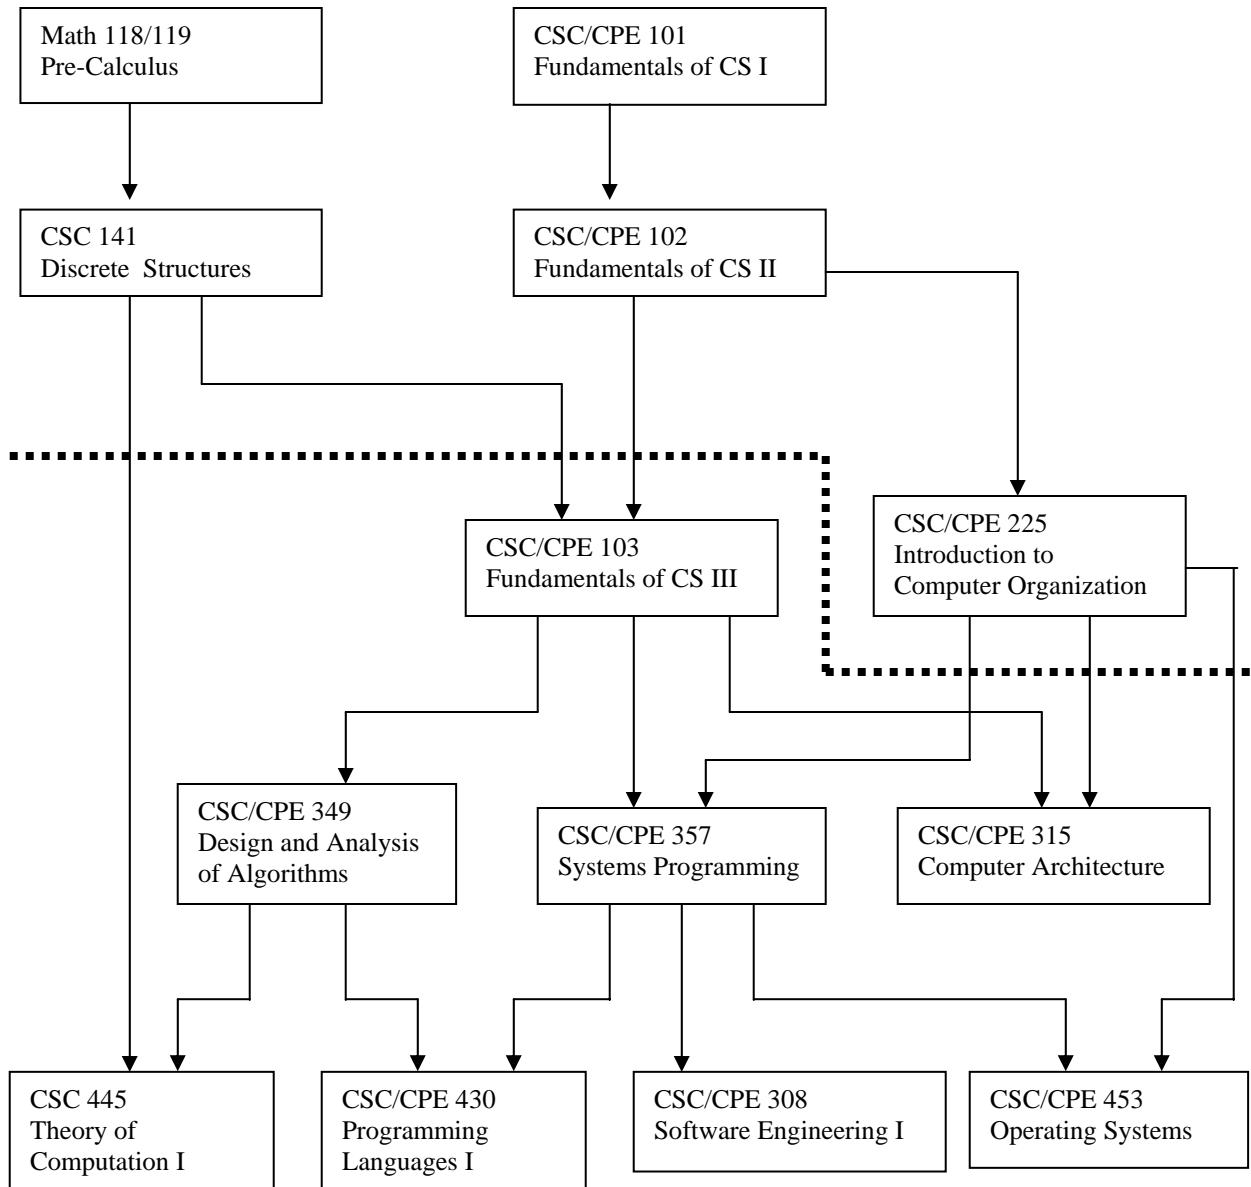 Math 118/119
Pre-Calculus
CSC/CPE 101
Fundamentals of CS I
CSC 141
Discrete Structures
CSC/CPE 102
Fundamentals of CS II
CSC/CPE 103
Fundamentals of CS III
CSC/CPE 225
Introduction to
Computer Organization
CSC/CPE 349
Design and Analysis
of Algorithms
CSC/CPE 357
Systems Programming
CSC/CPE 315
Computer Architecture
CSC 445
Theory of
Computation I
CSC/CPE 430
Programming
Languages I
CSC/CPE 308
Software Engineering I
CSC/CPE 453
Operating Systems